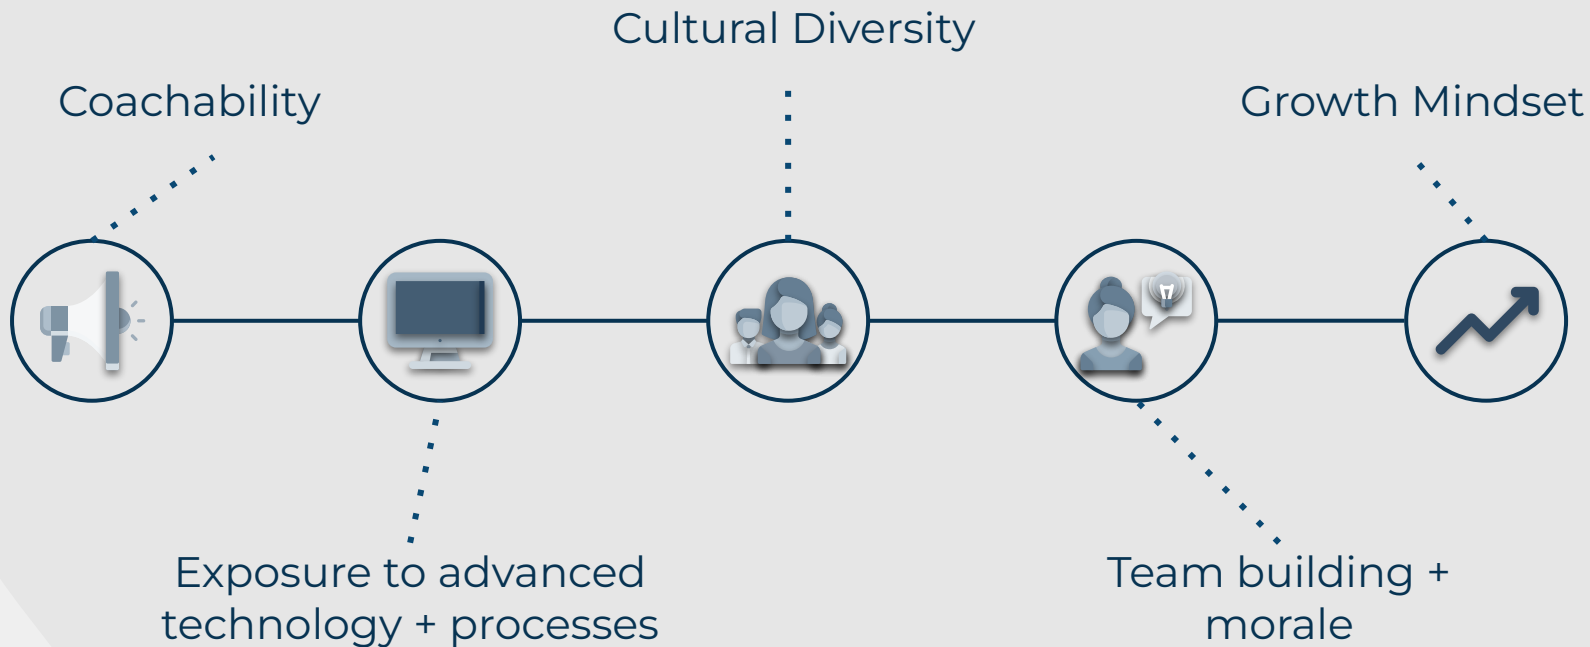 Cultural Diversity
Coachability
Growth Mindset
Exposure to advanced
technology + processes
Team building +
morale